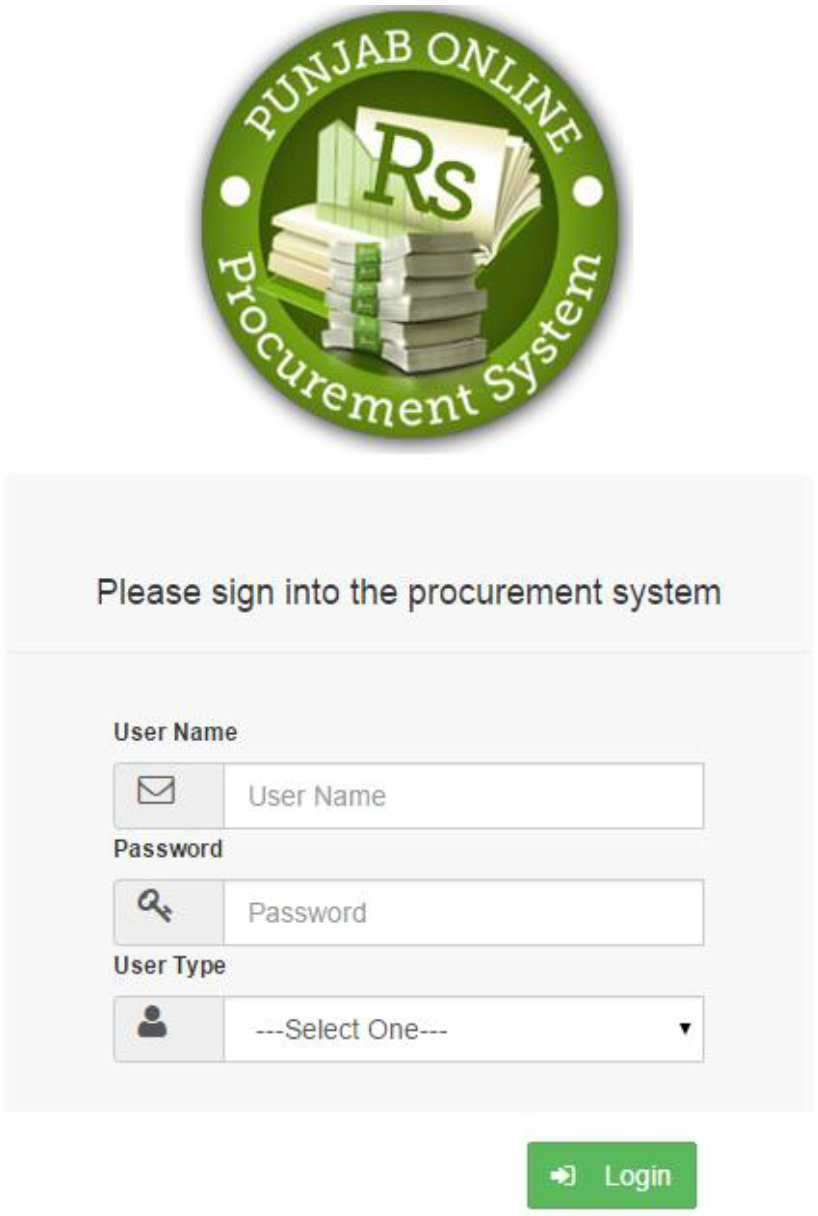 PUNJAB ONLINE
Rs
Procurement System
Please sign into the procurement system
User Name
User Name
Password
Password
User Type
---Select One---
Login